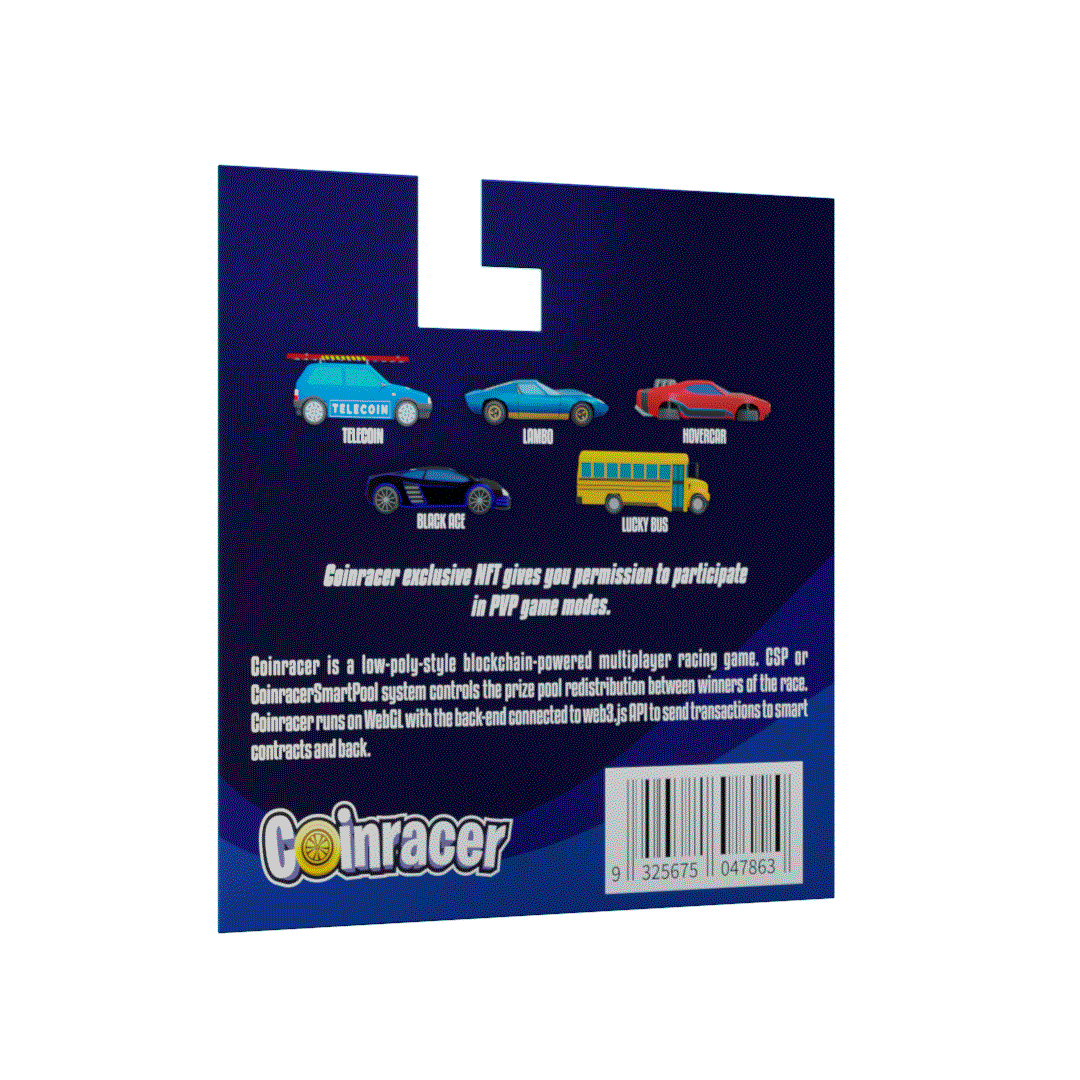 TELECOIN
TELECOIN
LAMBO
HOVERCAR
BLACK ACE
LUCKY BUS
Coinracer exclusive NFT gives you permission to participate
in PVP game modes.
Coinracer is a low-poly-style blockchain-powered multiplayer racing game. CSP or
CoinracerSmartPool system controls the prize pool redistribution between winners of the race.
Coinracer runs on WebGL with the back-end connected to web3.js API to send transactions to smart
contracts and back.
Coinracer
9 325675 047863